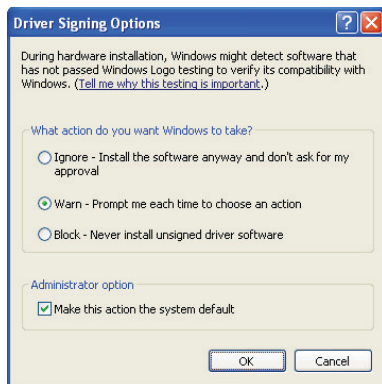 Driver Signing Options
During hardware installation, Windows might detect software that
has not passed Windows Logo testing to verify its compatibility with
Windows. (Tell me why this testing is important.)
What action do you want Windows to take?
Ignore - Install the software anyway and don't ask for my
approval
Warn - Prompt me each time to choose an action
Block - Never install unsigned driver software
Administrator option
Make this action the system default
OK Cancel